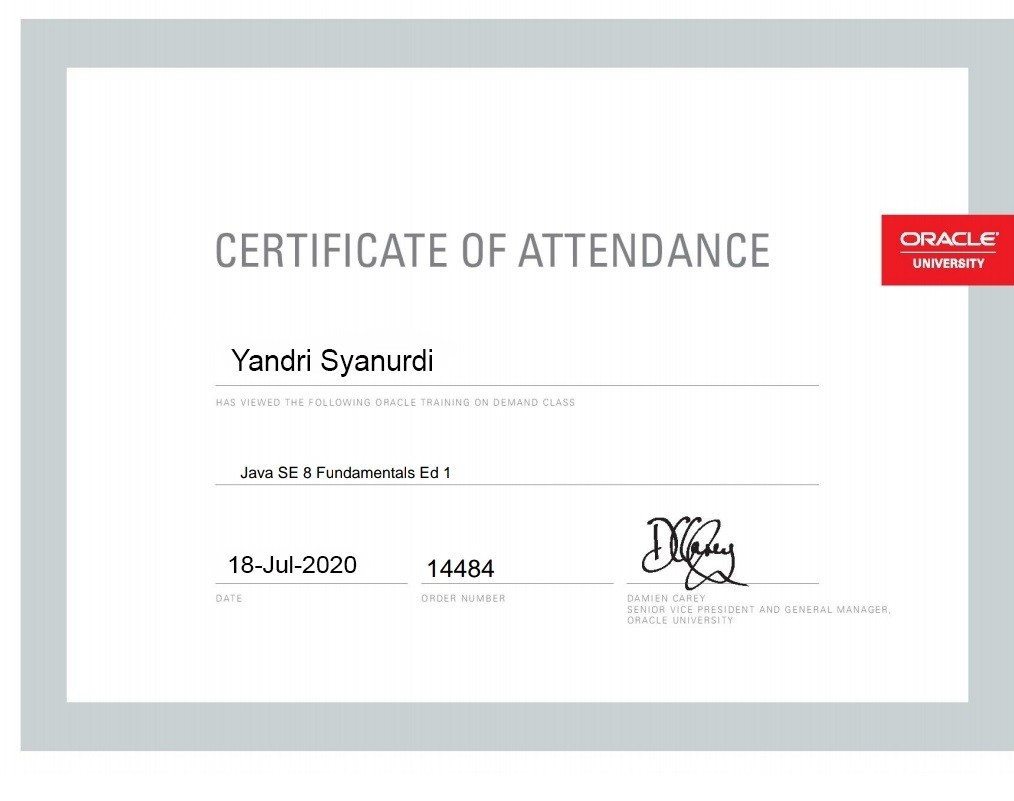 CERTIFICATE OF ATTENDANCE
ORACLE®
UNIVERSITY
Yandri Syanurdi
HAS VIEWED THE FOLLOWING ORACLE TRAINING ON DEMAND CLASS
Java SE 8 Fundamentals Ed 1
DCarey
18-Jul-2020
14484
DATE
ORDER NUMBER
DAMIEN CAREY
SENIOR VICE PRESIDENT AND GENERAL MANAGER,
ORACLE UNIVERSITY